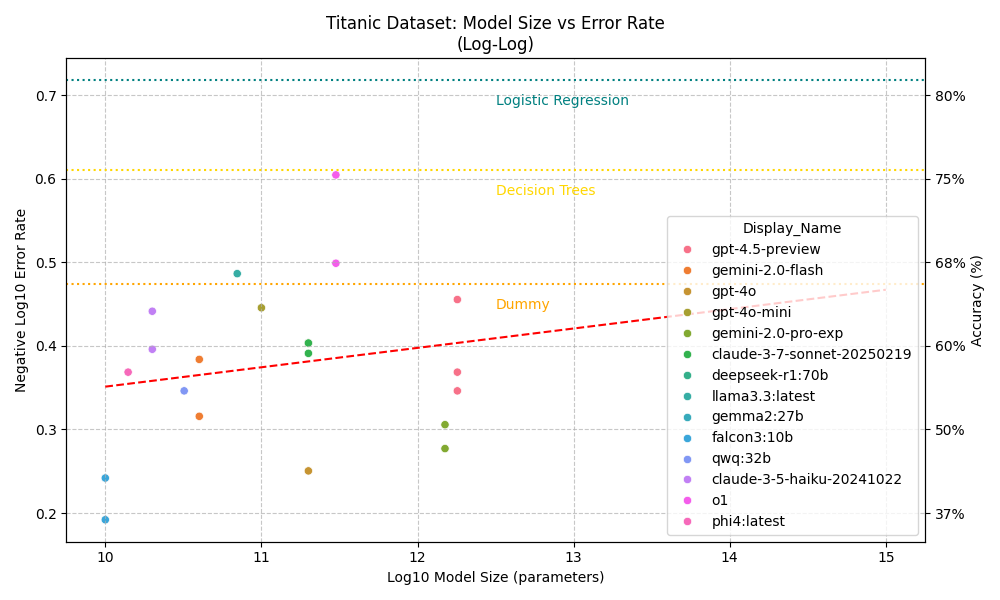 Titanic Dataset: Model Size vs Error Rate
(Log-Log)
Negative Log10 Error Rate
0.7
0.6
0.5
0.4
0.3
0.2
Logistic Regression
Decision Trees
Dummy
Display_Name
gpt-4.5-preview
gemini-2.0-flash
gpt-4o
gpt-4o-mini
gemini-2.0-pro-exp
claude-3-7-sonnet-20250219
deepseek-r1:70b
llama3.3:latest
gemma2:27b
falcon3:10b
qwq:32b
claude-3-5-haiku-20241022
o1
phi4:latest
80%
75%
68%
60%
50%
37%
Accuracy (%)
10
11
12
13
14
15
Log10 Model Size (parameters)